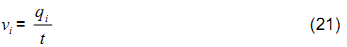 v_i = q_i / t (21)